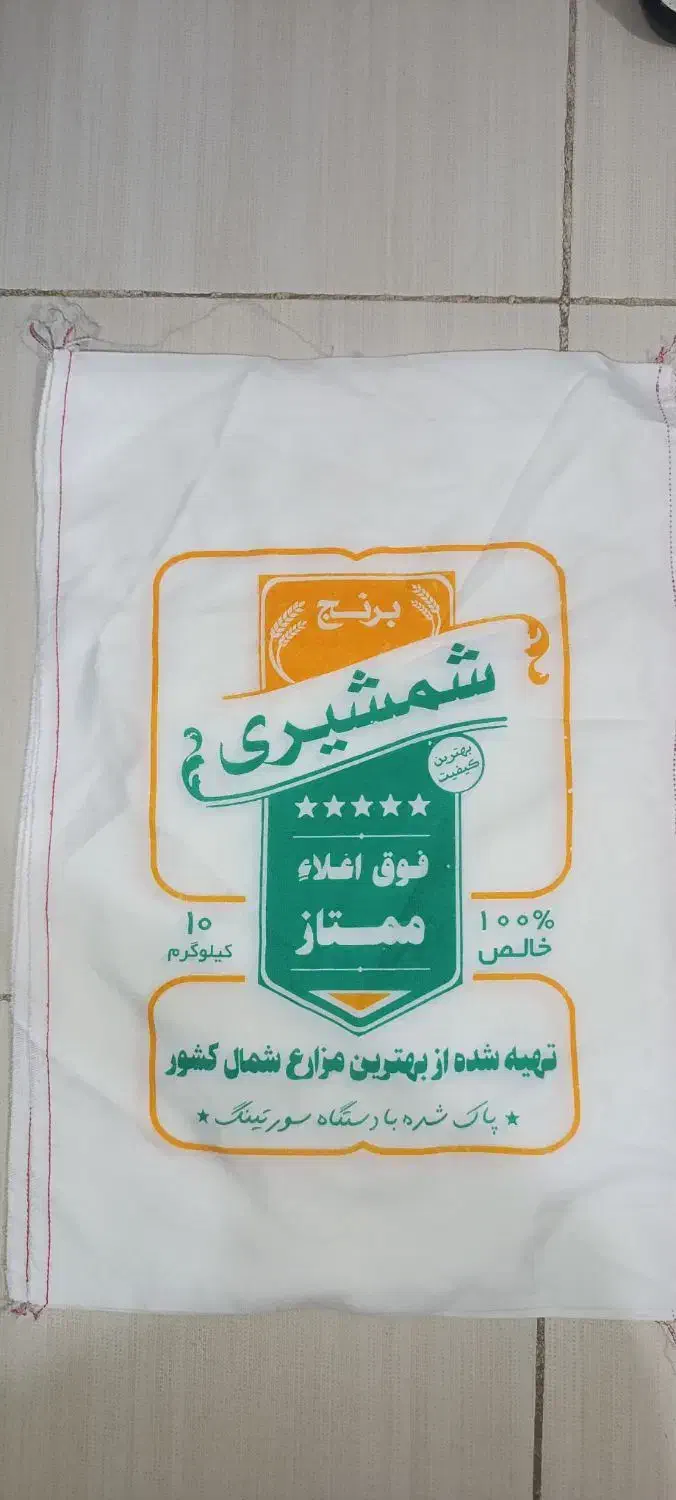 برنج
شمشیری
بهترین
کیفیت
فوق اعلاء
ممتاز
۱۰۰%
خالص
۱۰
کیلوگرم
تهیه شده از بهترین مزارع شمال کشور
پاک شده با دستگاه سورتینگ